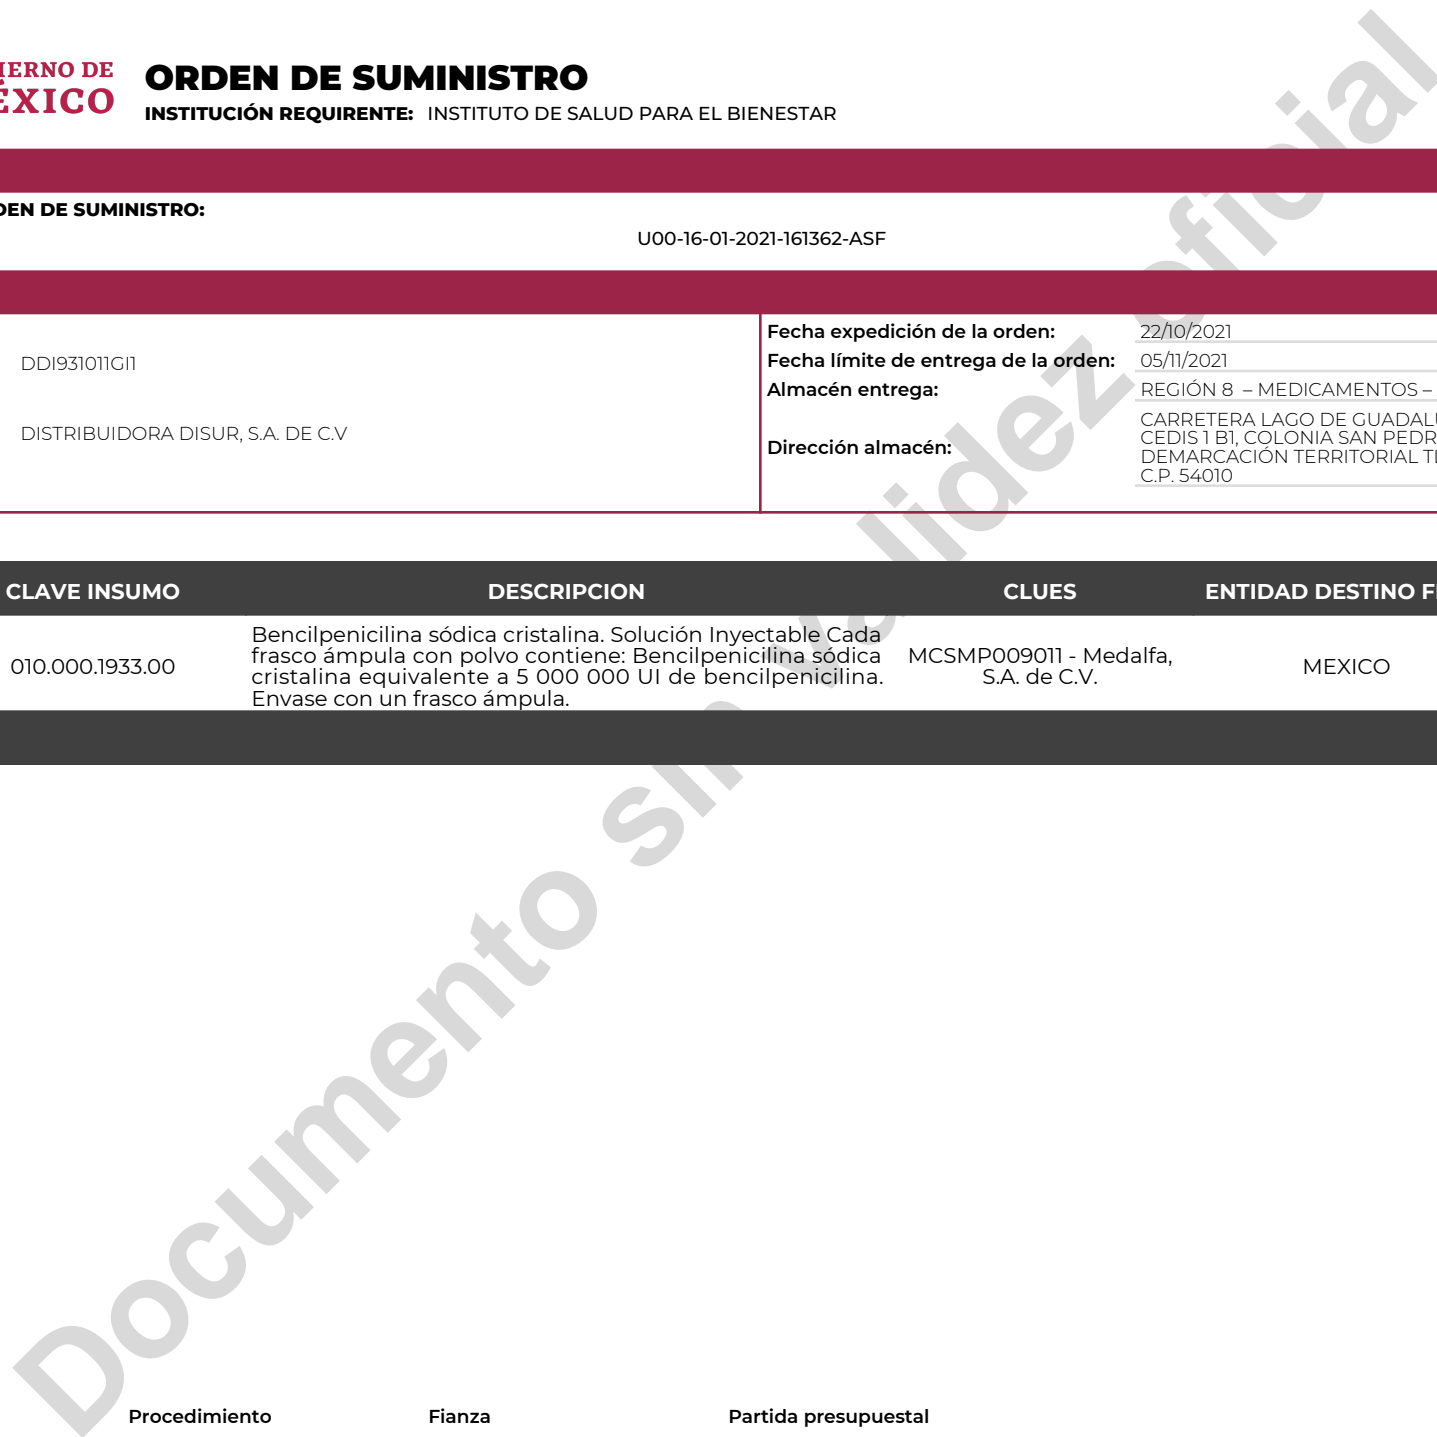 IERNO DE
ÉXICO
ORDEN DE SUMINISTRO
INSTITUCIÓN REQUIRENTE: INSTITUTO DE SALUD PARA EL BIENESTAR
DEN DE SUMINISTRO:
U00-16-01-2021-161362-ASF
DDI931011GI1
DISTRIBUIDORA DISUR, S.A. DE C.V
Fecha expedición de la orden: 22/10/2021
Fecha límite de entrega de la orden: 05/11/2021
Almacén entrega: REGIÓN 8 – MEDICAMENTOS –
Dirección almacén:
CARRETERA LAGO DE GUADALU
CEDIS 1 B1, COLONIA SAN PEDR
DEMARCACIÓN TERRITORIAL TL
C.P. 54010
CLAVE INSUMO DESCRIPCION CLUES ENTIDAD DESTINO FI
010.000.1933.00
Bencilpenicilina sódica cristalina. Solución Inyectable Cada
frasco ámpula con polvo contiene: Bencilpenicilina sódica
cristalina equivalente a 5 000 000 UI de bencilpenicilina.
Envase con un frasco ámpula.
MCSMP009011 - Medalfa,
S.A. de C.V.
MEXICO
Documento sin validez oficial
Procedimiento Fianza Partida presupuestal